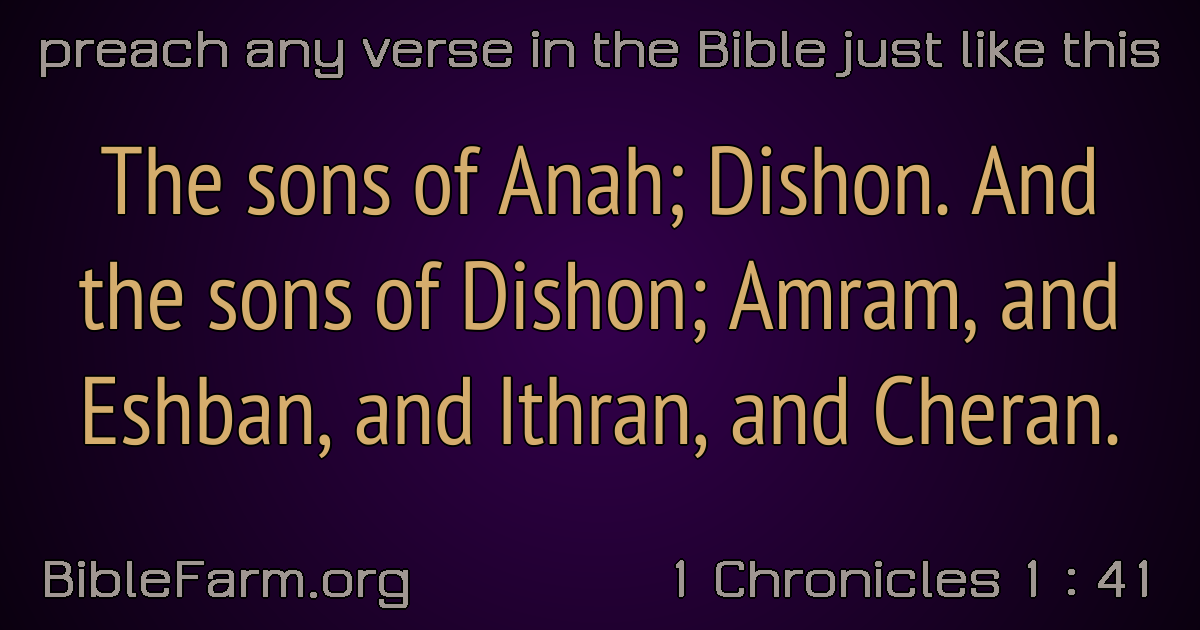 preach any verse in the Bible just like this
The sons of Anah; Dishon. And
the sons of Dishon; Amram, and
Eshban, and Ithran, and Cheran.
BibleFarm.org
1 Chronicles 1 : 41